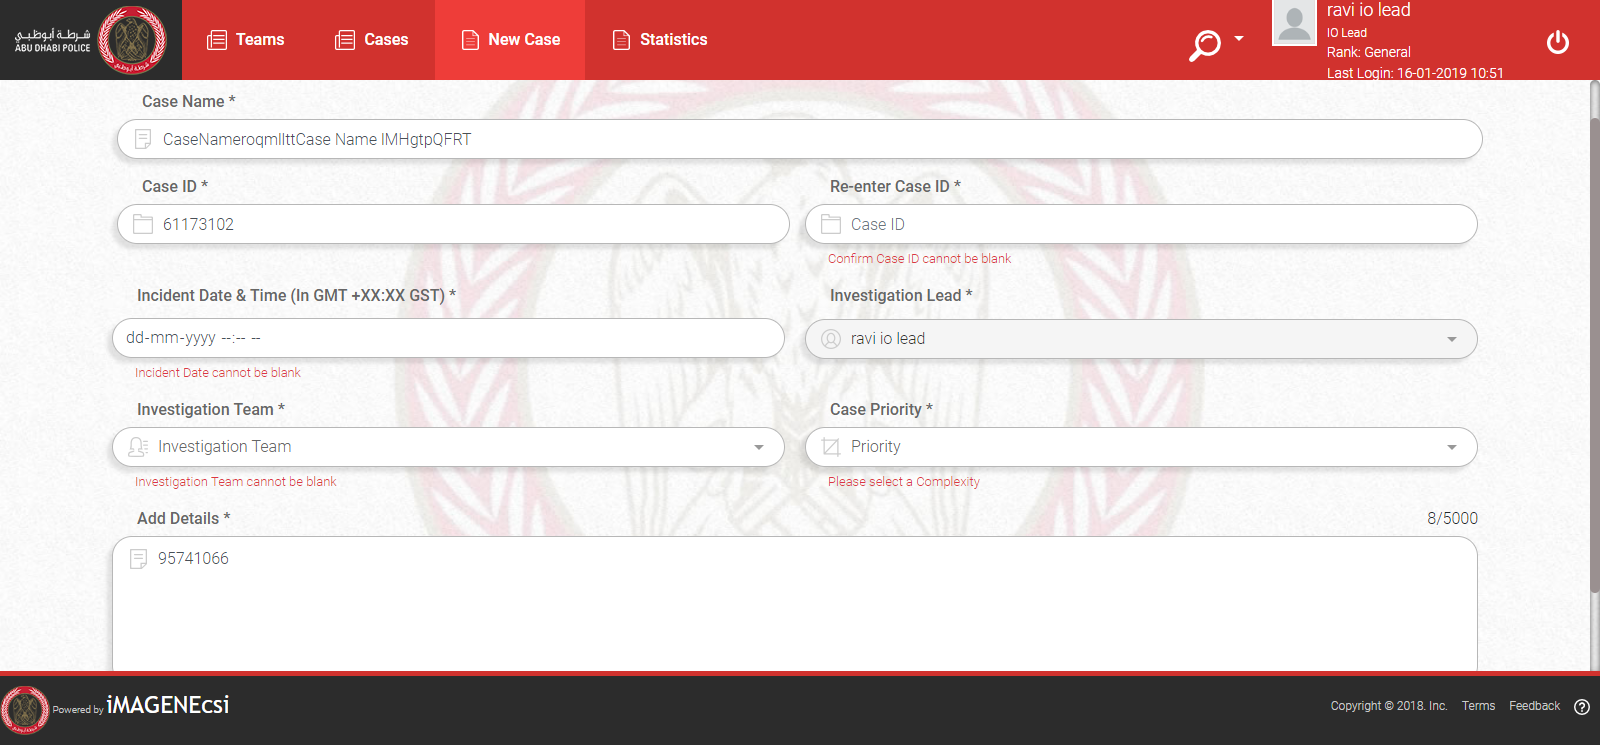 شرطة أبوظبي
ABU DHABI POLICE
Teams
Cases
New Case
Statistics
ravi io lead
IO Lead
Rank: General
Last Login: 16-01-2019 10:51
Case Name *
CaseNameroqmIlttCase Name IMHgtpQFRT
Case ID *
Re-enter Case ID *
61173102
Case ID
Confirm Case ID cannot be blank
Incident Date & Time (In GMT +XX:XX GST) *
Investigation Lead *
dd-mm-yyyy --:-- --
ravi io lead
Incident Date cannot be blank
Investigation Team *
Case Priority *
Investigation Team
Priority
Investigation Team cannot be blank
Please select a Complexity
Add Details *
8/5000
95741066
Powered by iMAGENEcsi
Copyright © 2018. Inc.
Terms
Feedback